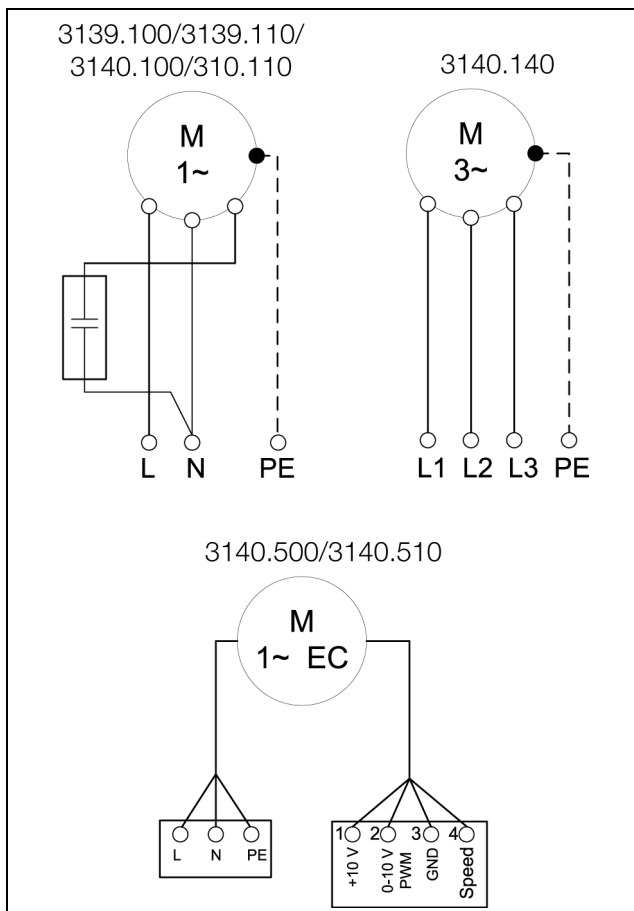 3139.100/3139.110/
3140.100/310.110
M
1~
L
N
PE
3140.140
M
3~
L1
L2
L3
PE
3140.500/3140.510
M
1~ EC
L
N
PE
1
2
3
4
+10 V
0-10 V
PWM
GND
Speed